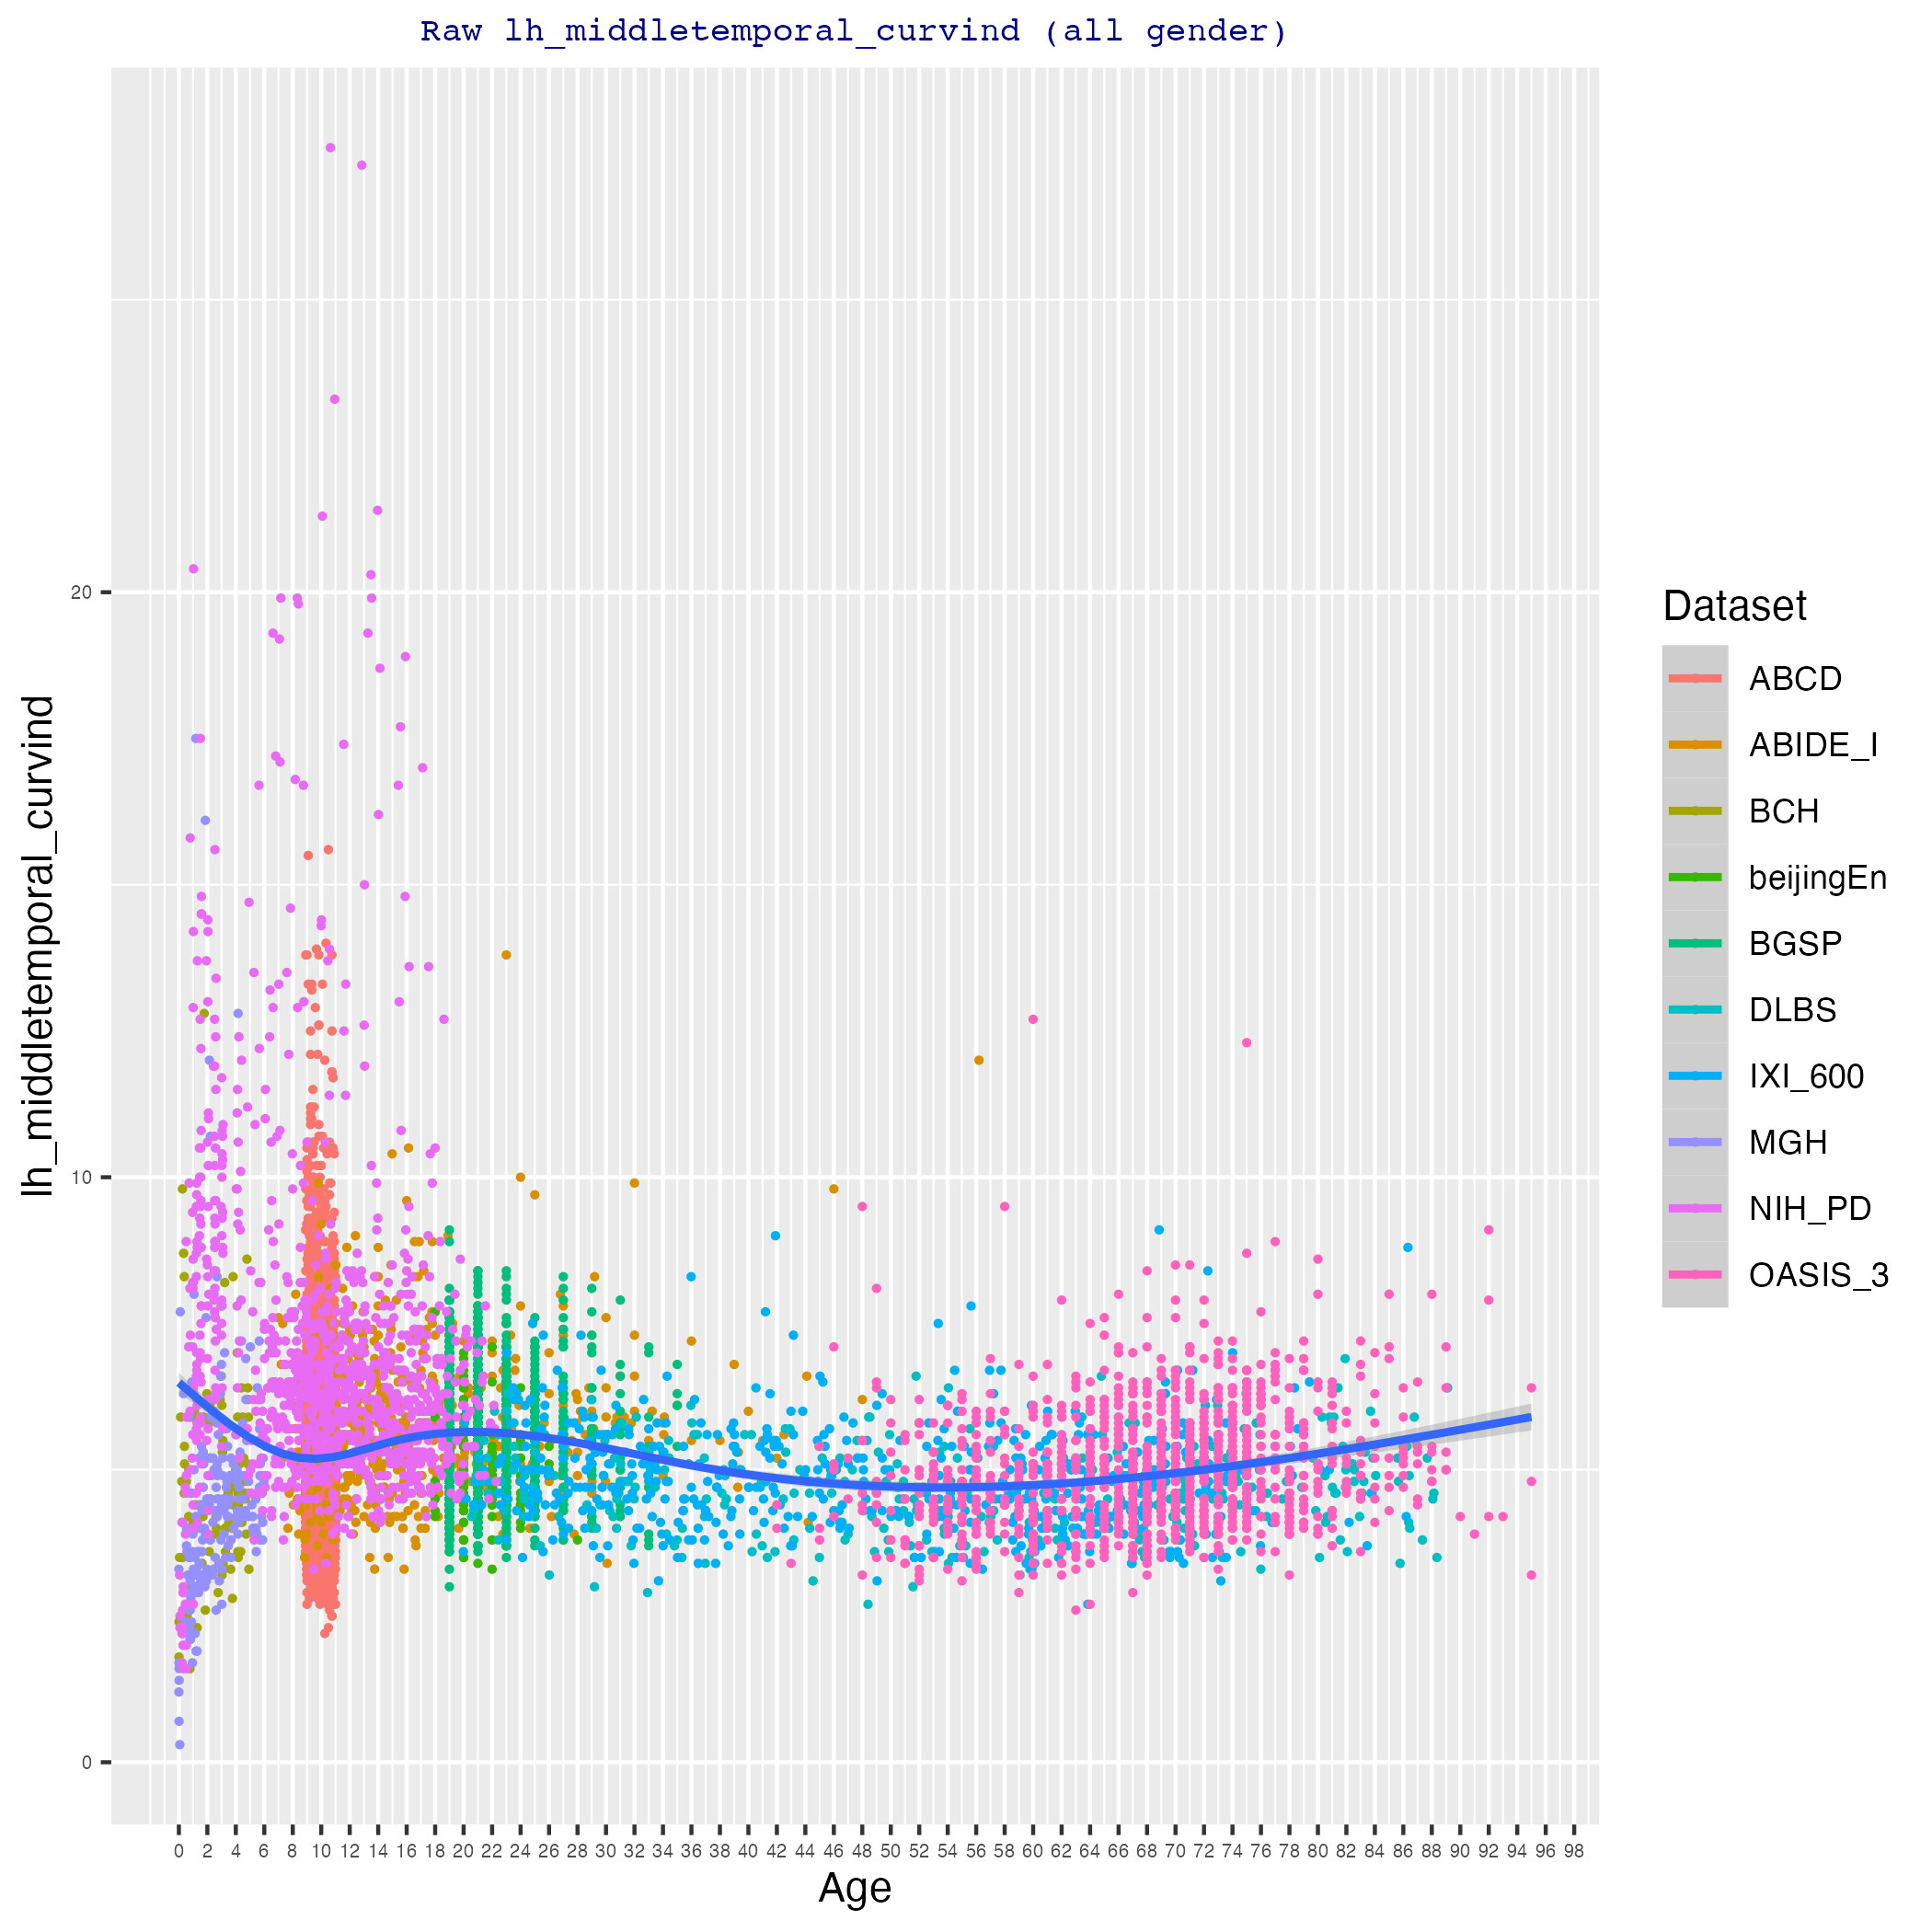 Raw lh_middletemporal_curvind (all gender)
lh_middletemporal_curvind
20
10
0
0 2 4 6 8 10 12 14 16 18 20 22 24 26 28 30 32 34 36 38 40 42 44 46 48 50 52 54 56 58 60 62 64 66 68 70 72 74 76 78 80 82 84 86 88 90 92 94 96 98
Age
Dataset
ABCD
ABIDE_I
BCH
beijingEn
BGSP
DLBS
IXI_600
MGH
NIH_PD
OASIS_3